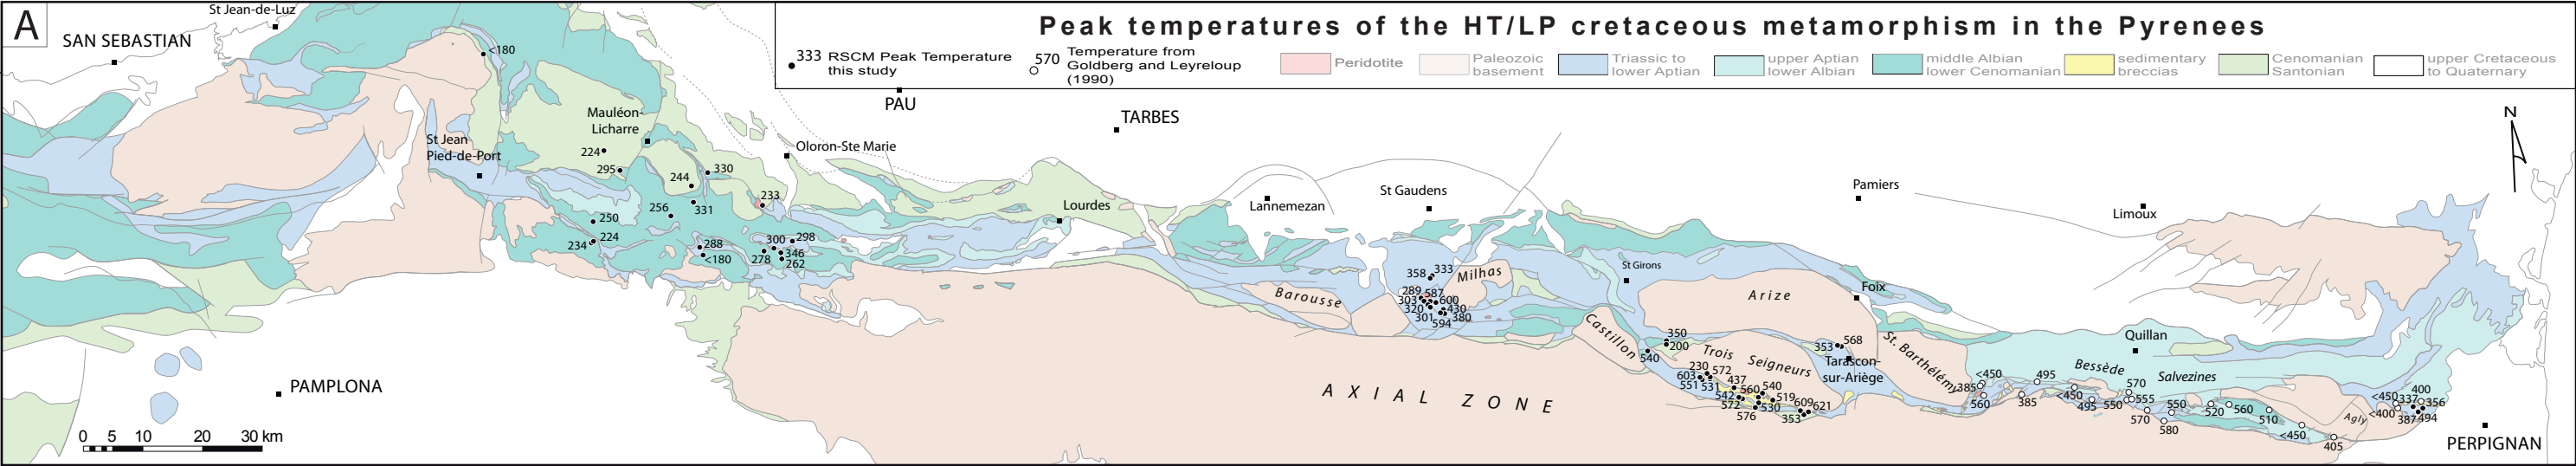 A
Peak temperatures of the HT/LP cretaceous metamorphism in the Pyrenees
333 RSCM Peak Temperature
this study
570 Temperature from
Goldberg and Leyreloup
(1990)
Peridotite
Paleozoic
basement
Triassic to
lower Aptian
upper Aptian
lower Albian
middle Albian
lower Cenomanian
sedimentary
breccias
Cenomanian
Santonian
upper Cretaceous
to Quaternary
St Jean-de-Luz
SAN SEBASTIAN
<180
PAU
TARBES
N
Mauléon-
Licharre
St Jean
Pied-de-Port
Oloron-Ste Marie
224
295
244
330
233
250
256
331
234
224
288
<180
300
298
278
346
262
Lourdes
Lannemezan
St Gaudens
Pamiers
Limoux
St Girons
Foix
Barousse
358
333
Milhas
289
587
303
600
320
430
301
380
594
Arize
Castillon
350
200
540
Trois
Seigneurs
353
568
Tarascon-
sur-Ariège
St. Barthélémy
230
572
603
551
531
437
560
540
542
519
572
530
576
609
621
353
Quillan
Bessède
Salvezines
<450
385
560
495
385
<450
495
550
570
555
570
550
580
520
560
510
<450
405
Agly
400
<450
337
356
<400
387
494
PERPIGNAN
PAMPLONA
AXIAL ZONE
0 5 10 20 30 km